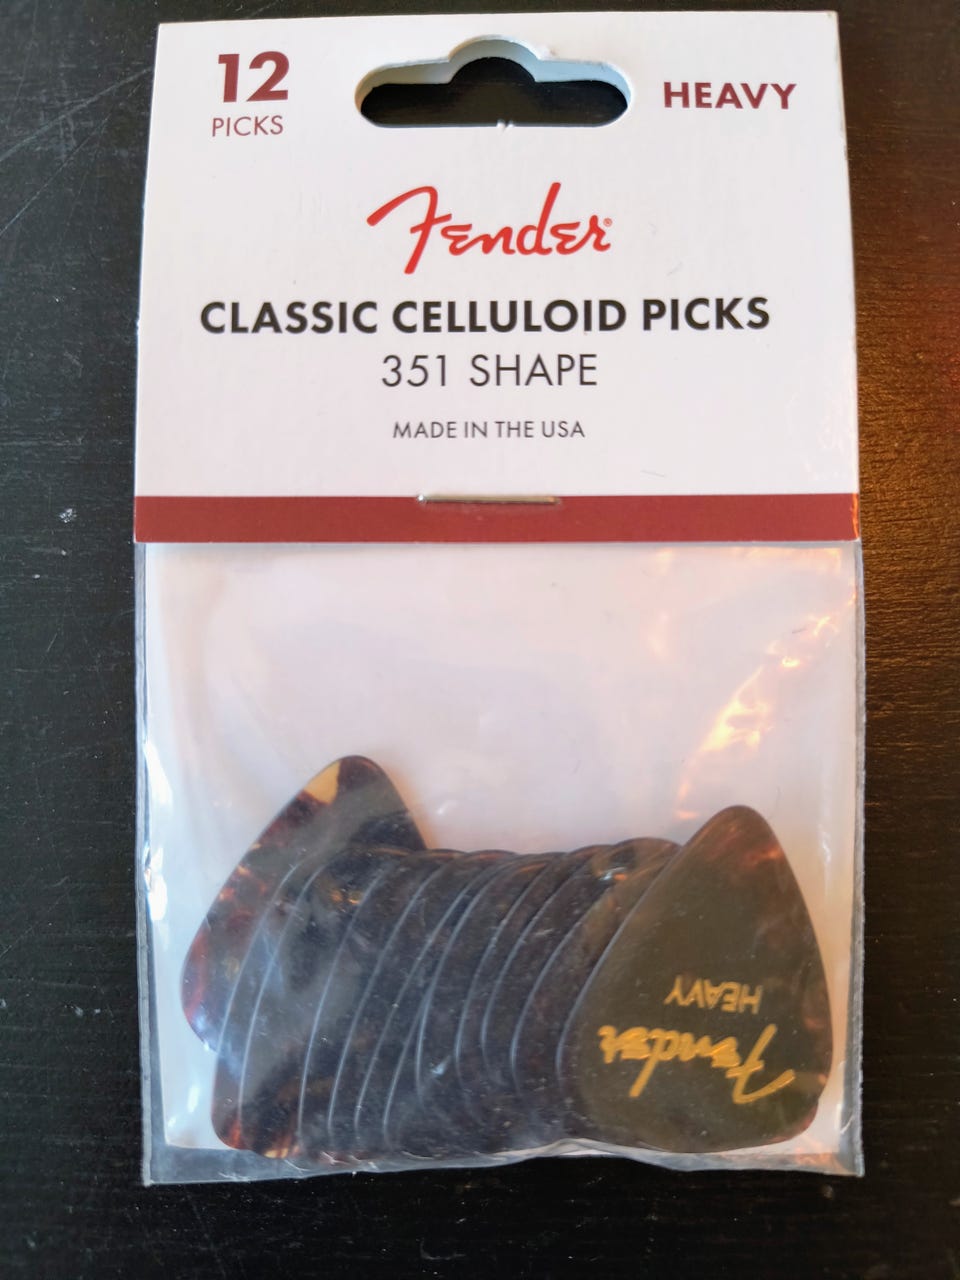 12
PICKS
HEAVY
Fender®
CLASSIC CELLULOID PICKS
351 SHAPE
MADE IN THE USA
Fender
HEAVY